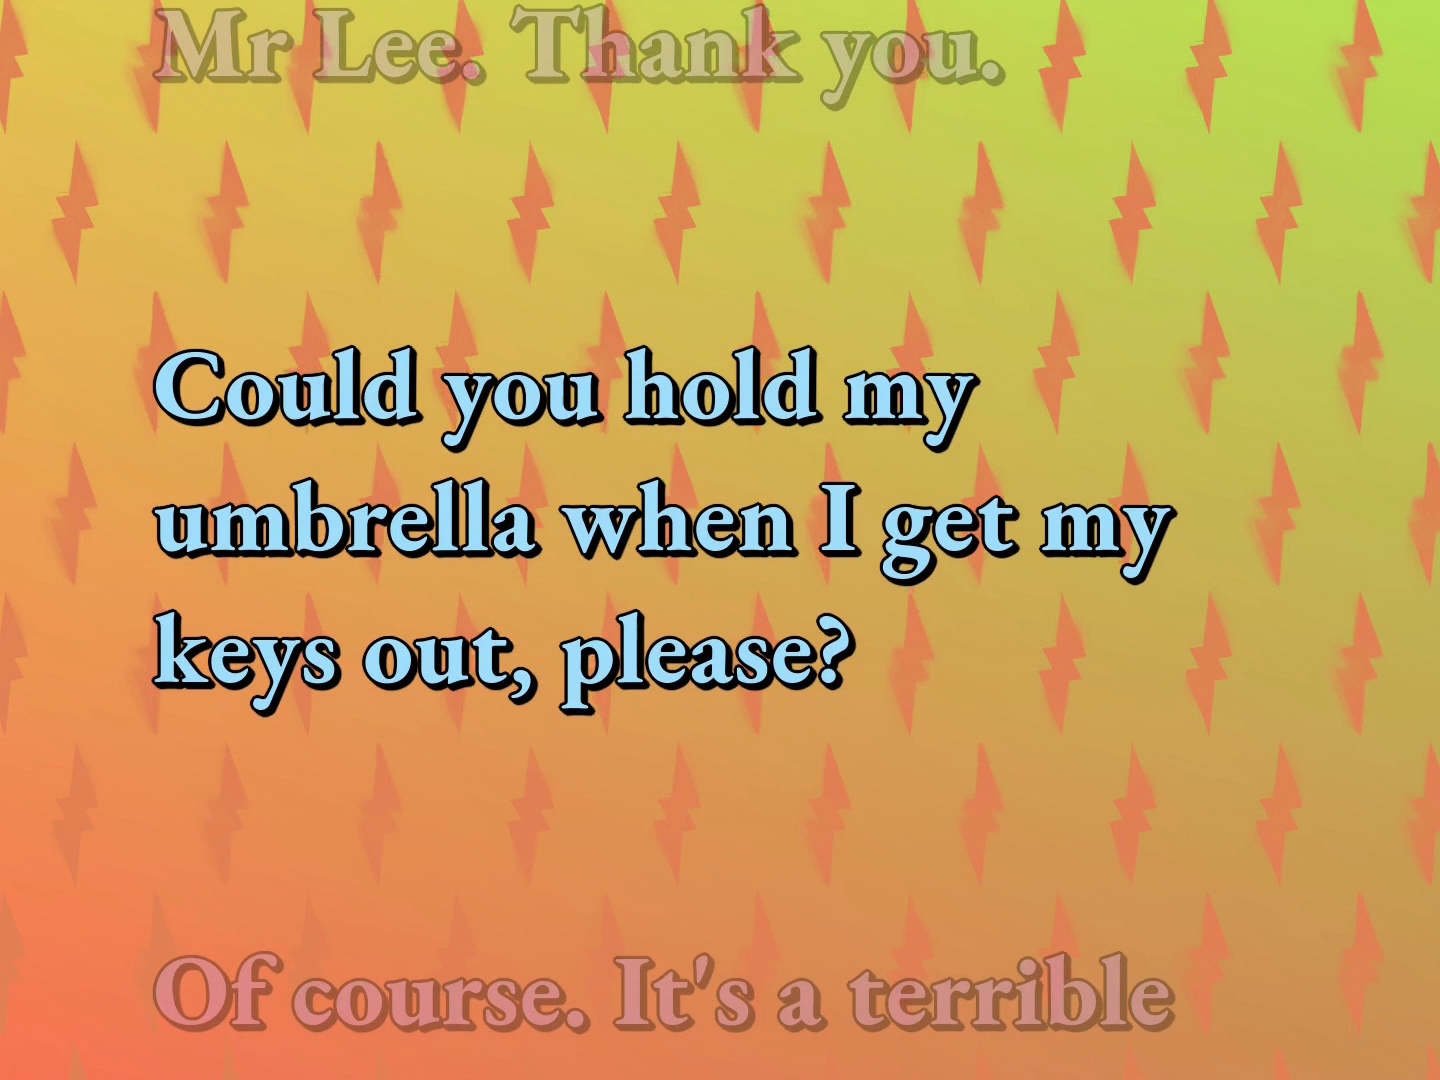 Mr Lee. Thank you.
Could you hold my
umbrella when I get my
keys out, please?
Of course. It's a terrible